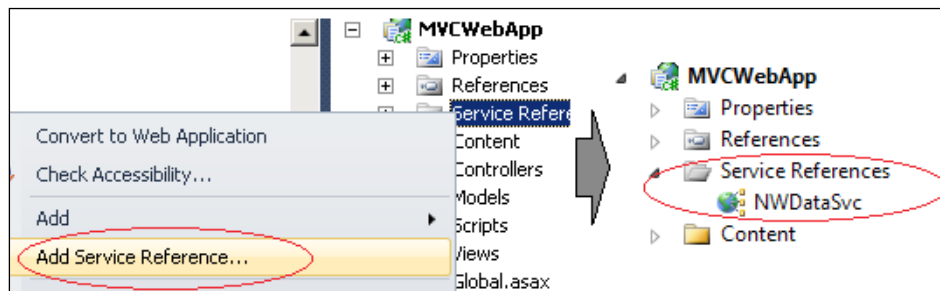 Convert to Web Application
Check Accessibility...
Add
Add Service Reference...
MVCWebApp
Properties
References
Service Refere
Content
Controllers
Models
Scripts
Views
Global.asax
MVCWebApp
Properties
References
Service References
NWDataSvc
Content